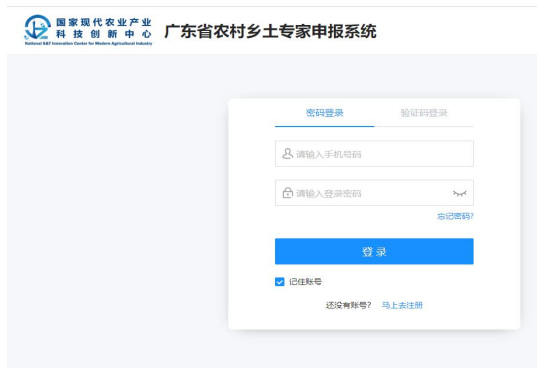 国家现代农业产业
科技创新中心
National S&T Innovation Center for Modern Agricultural Industry
广东省农村乡土专家申报系统
密码登录 验证码登录
请输入手机号码
请输入登录密码
忘记密码?
登 录
记住账号
还没有账号? 马上去注册